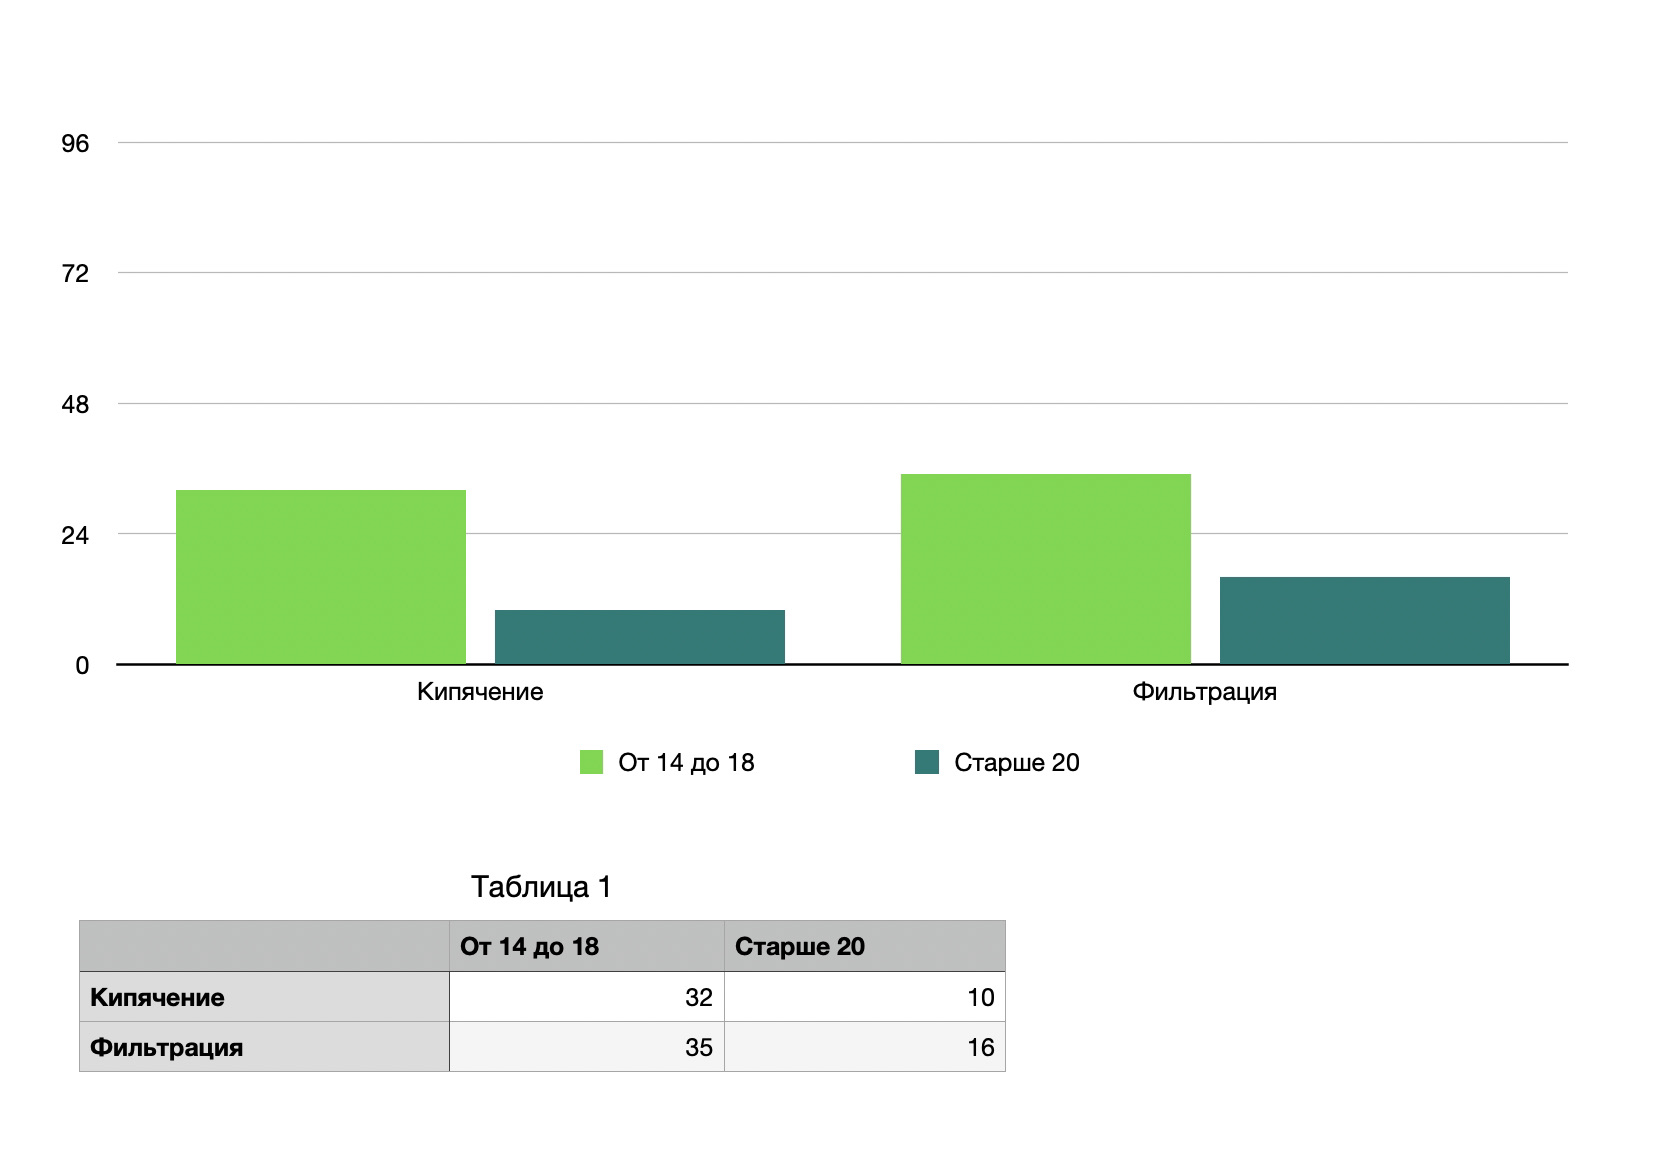 96
72
48
24
0
Кипячение Фильтрация
От 14 до 18 Старше 20
Таблица 1
От 14 до 18 Старше 20
Кипячение 32 10
Фильтрация 35 16